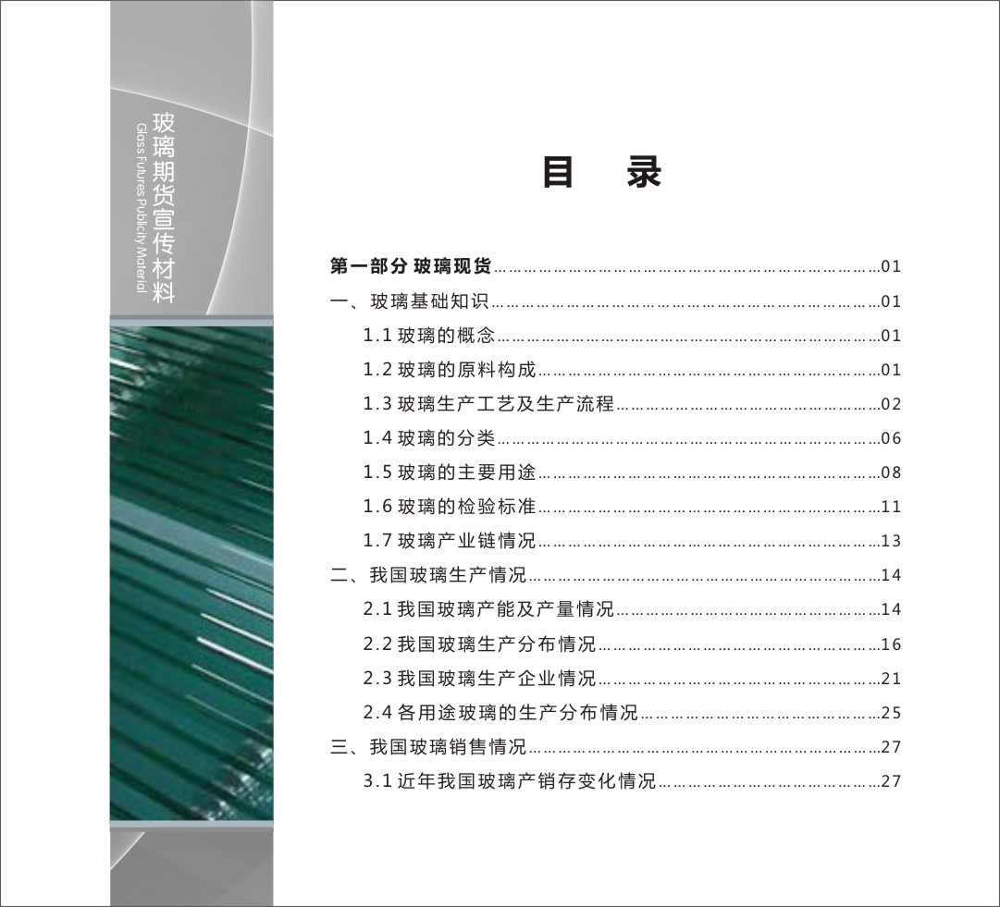 玻璃期货宣传材料
Glass Futures Publicity Material
目 录
第一部分 玻璃现货………………………………………………………………………01
一、玻璃基础知识………………………………………………………………………01
1.1 玻璃的概念………………………………………………………………………01
1.2 玻璃的原料构成………………………………………………………………01
1.3 玻璃生产工艺及生产流程…………………………………………………02
1.4 玻璃的分类………………………………………………………………………06
1.5 玻璃的主要用途………………………………………………………………08
1.6 玻璃的检验标准………………………………………………………………11
1.7 玻璃产业链情况………………………………………………………………13
二、我国玻璃生产情况…………………………………………………………………14
2.1 我国玻璃产能及产量情况…………………………………………………14
2.2 我国玻璃生产分布情况……………………………………………………16
2.3 我国玻璃生产企业情况……………………………………………………21
2.4 各用途玻璃的生产分布情况………………………………………………25
三、我国玻璃销售情况…………………………………………………………………27
3.1 近年我国玻璃产销存变化情况……………………………………………27